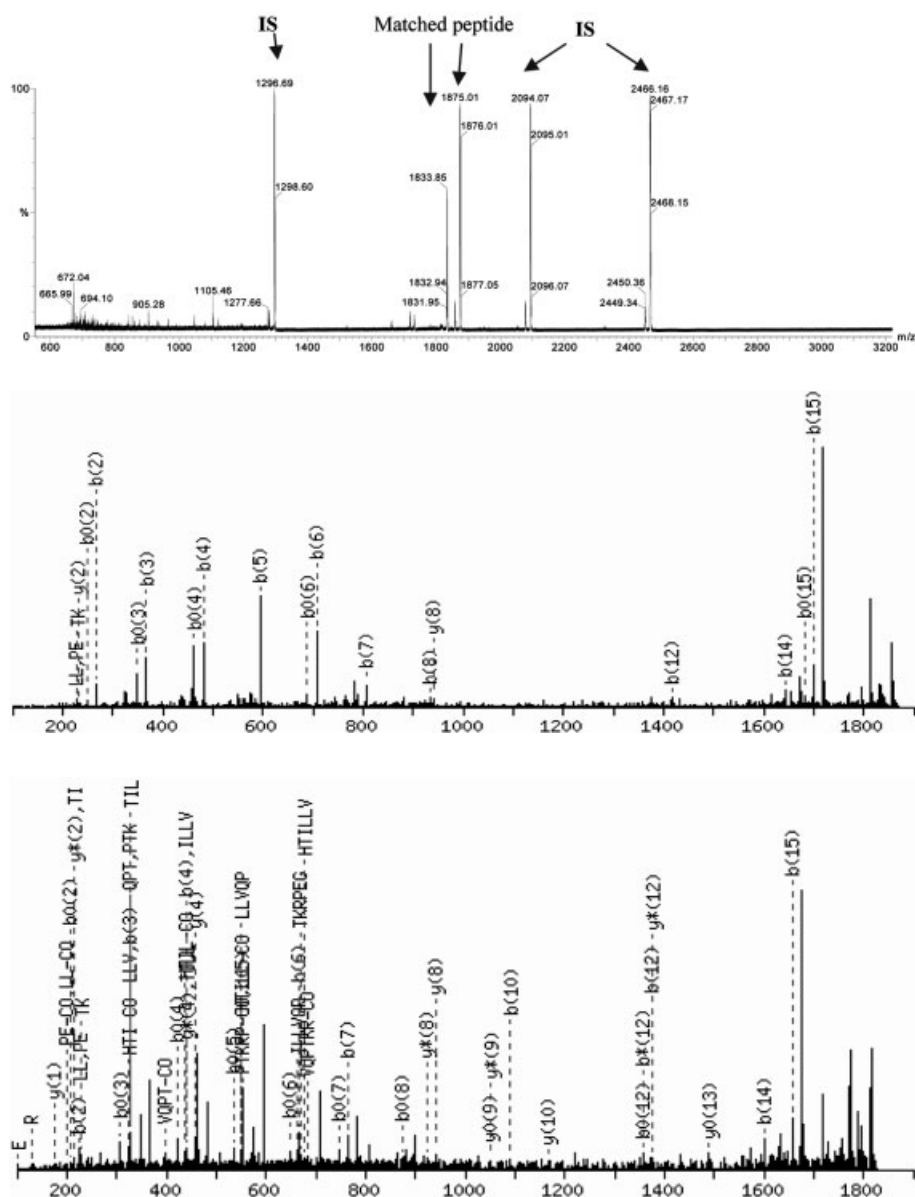 IS
Matched peptide
IS
100
1296.69
1875.01
2094.07
2466.16
2467.17
1876.01
2095.01
1833.85
1298.60
2468.15
%
672.04
665.99
694.10
905.28
1105.46
1277.66
1832.94
1831.95
1877.05
2096.07
2450.36
2449.34
0
600 800 1000 1200 1400 1600 1800 2000 2200 2400 2600 2800 3000 3200 m/z
LL,PE-TK-y(2)
b0(2)
b(2)
b0(3)
b(3)
b0(4)
b(4)
b(5)
b0(6)
b(6)
b(7)
b(8)
y(8)
b(12)
b(14)
b0(15)
b(15)
200 400 600 800 1000 1200 1400 1600 1800
E
R
y(1)
PE-CO
LL-CO
b0(2)-y*(2),TI
b(2)
LL,PE-TK
b0(3)
HTI-CO
LLV,b(3)
QPT,PTK-TIL
VQPT-CO
b0(4)
b(4),ILLV
y(4)
LLVQP
b0(6)
ILLVQP
b(6)
TKRPEG-HTILLV
VQPTKR-CO
b0(7)
b(7)
b0(8)
y*(8)
y(8)
y0(9)
y*(9)
b(10)
y(10)
b0(12)
b*(12)
b(12)-y*(12)
y0(13)
b(14)
b(15)
200 400 600 800 1000 1200 1400 1600 1800